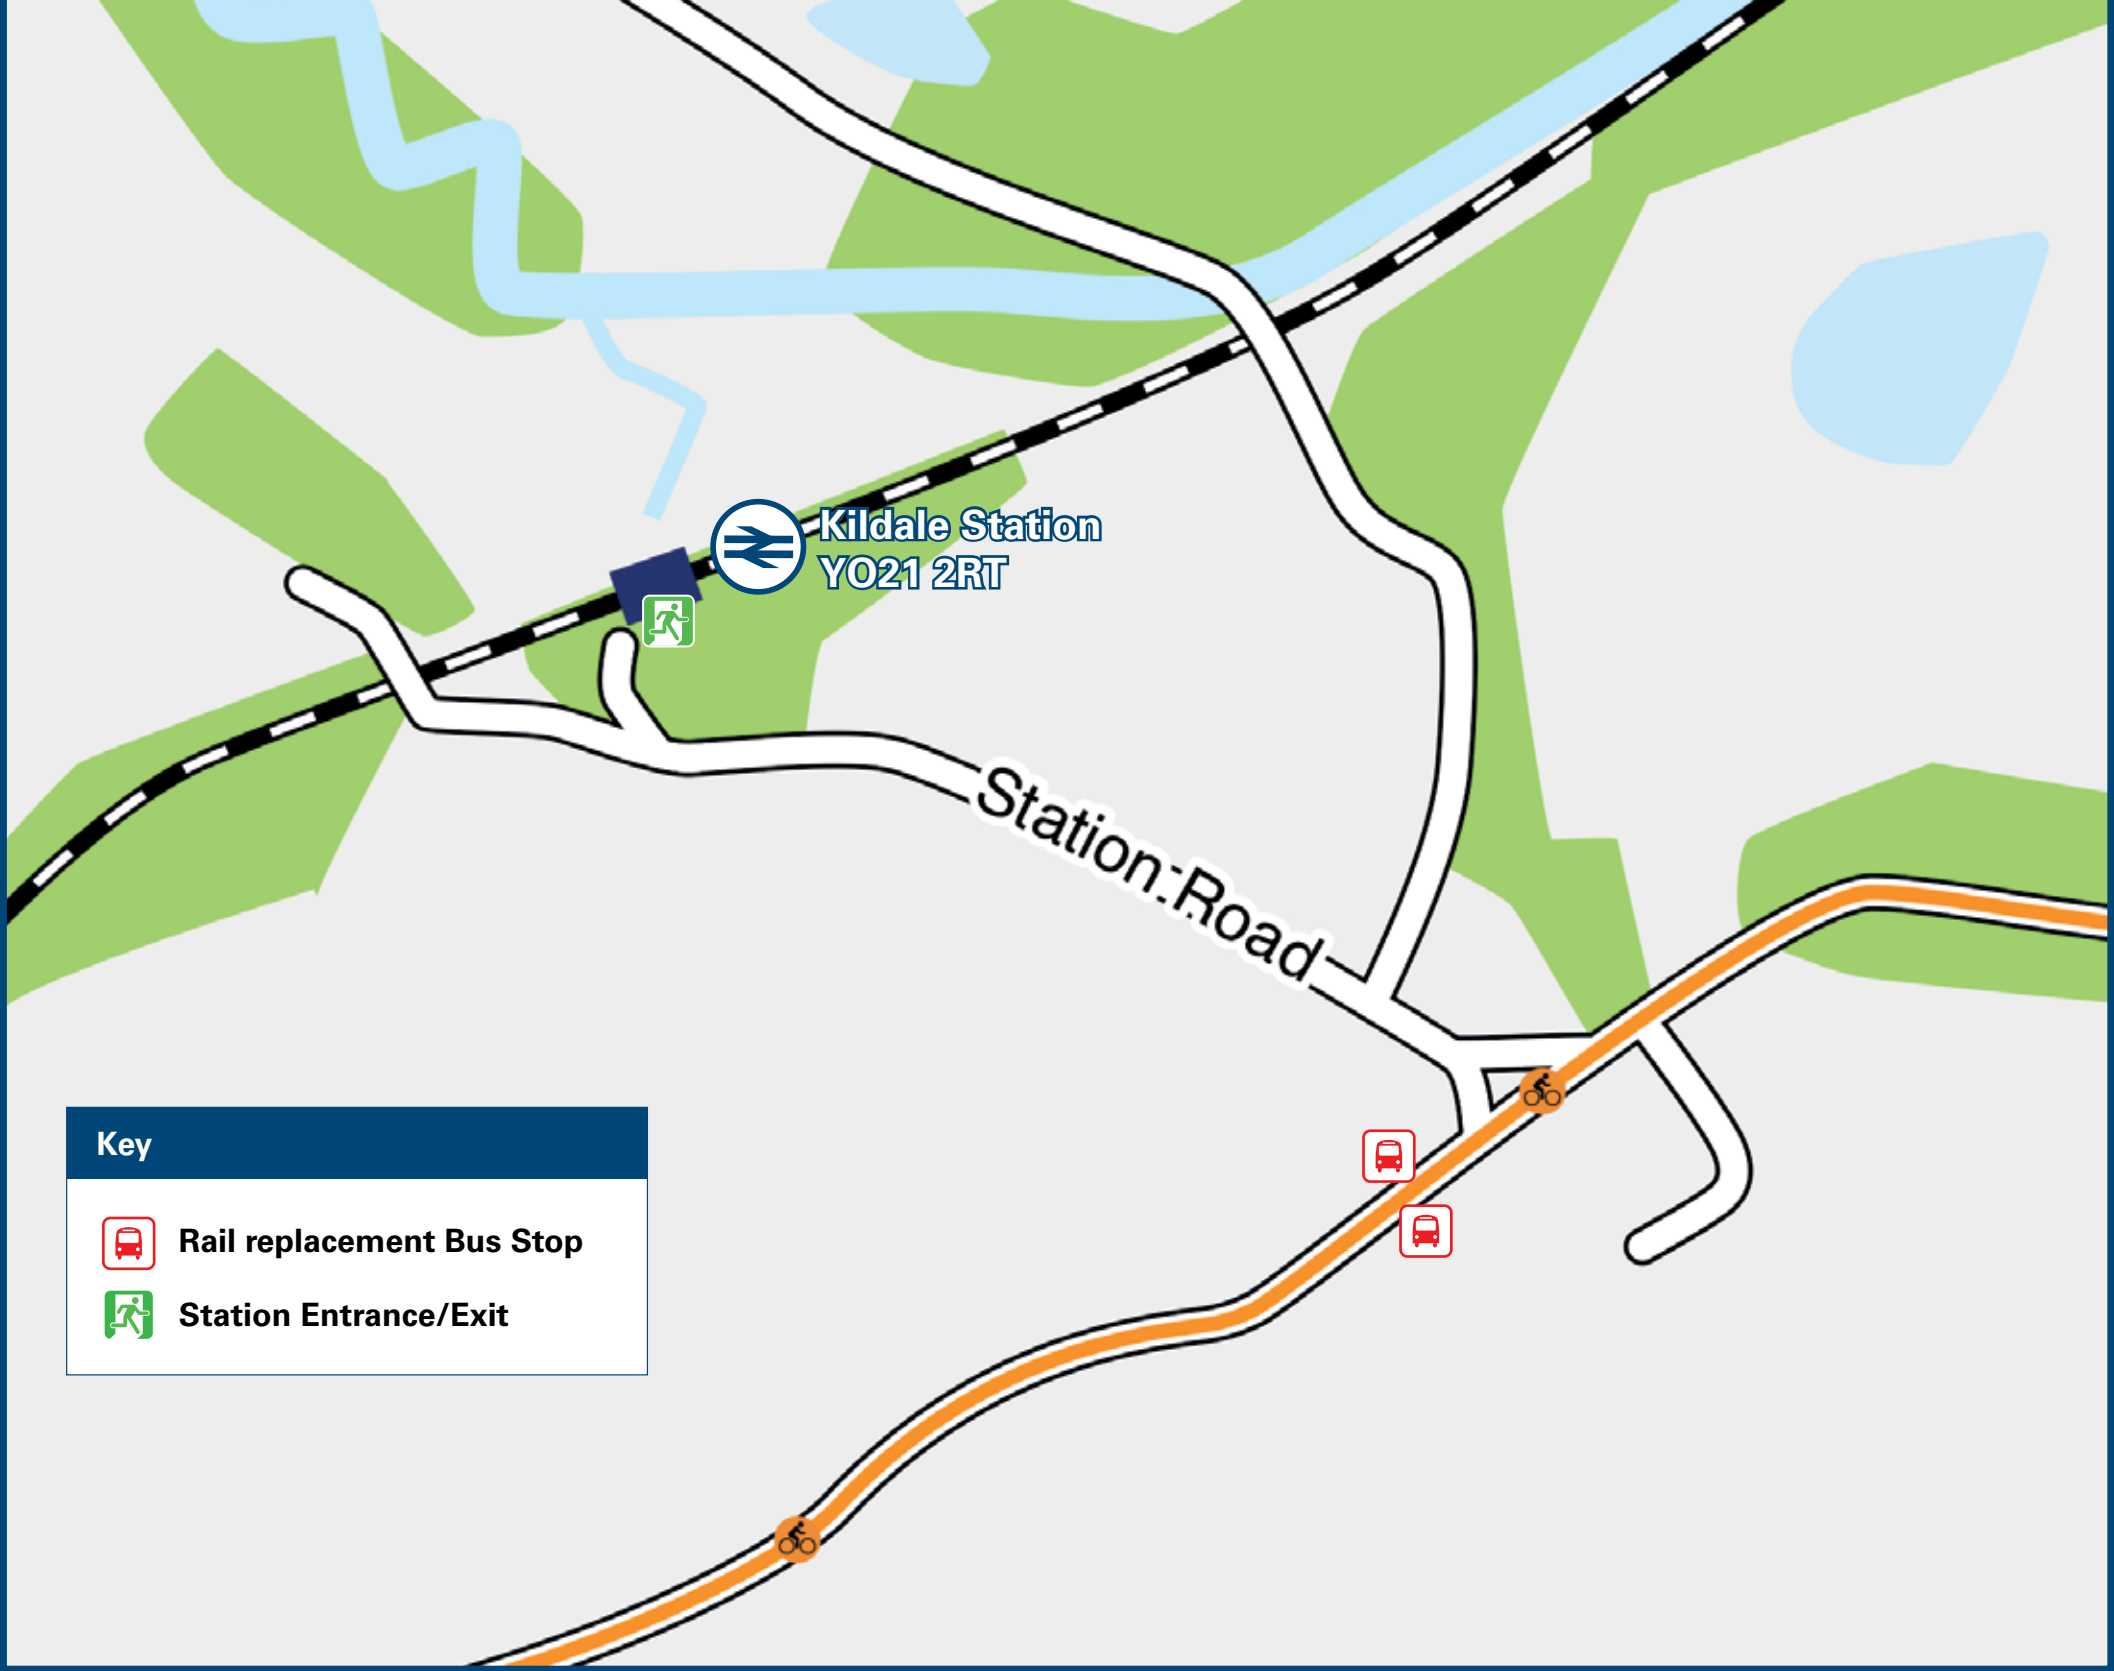 Kildale Station
YO21 2RT
Station Road
Key
Rail replacement Bus Stop
Station Entrance/Exit